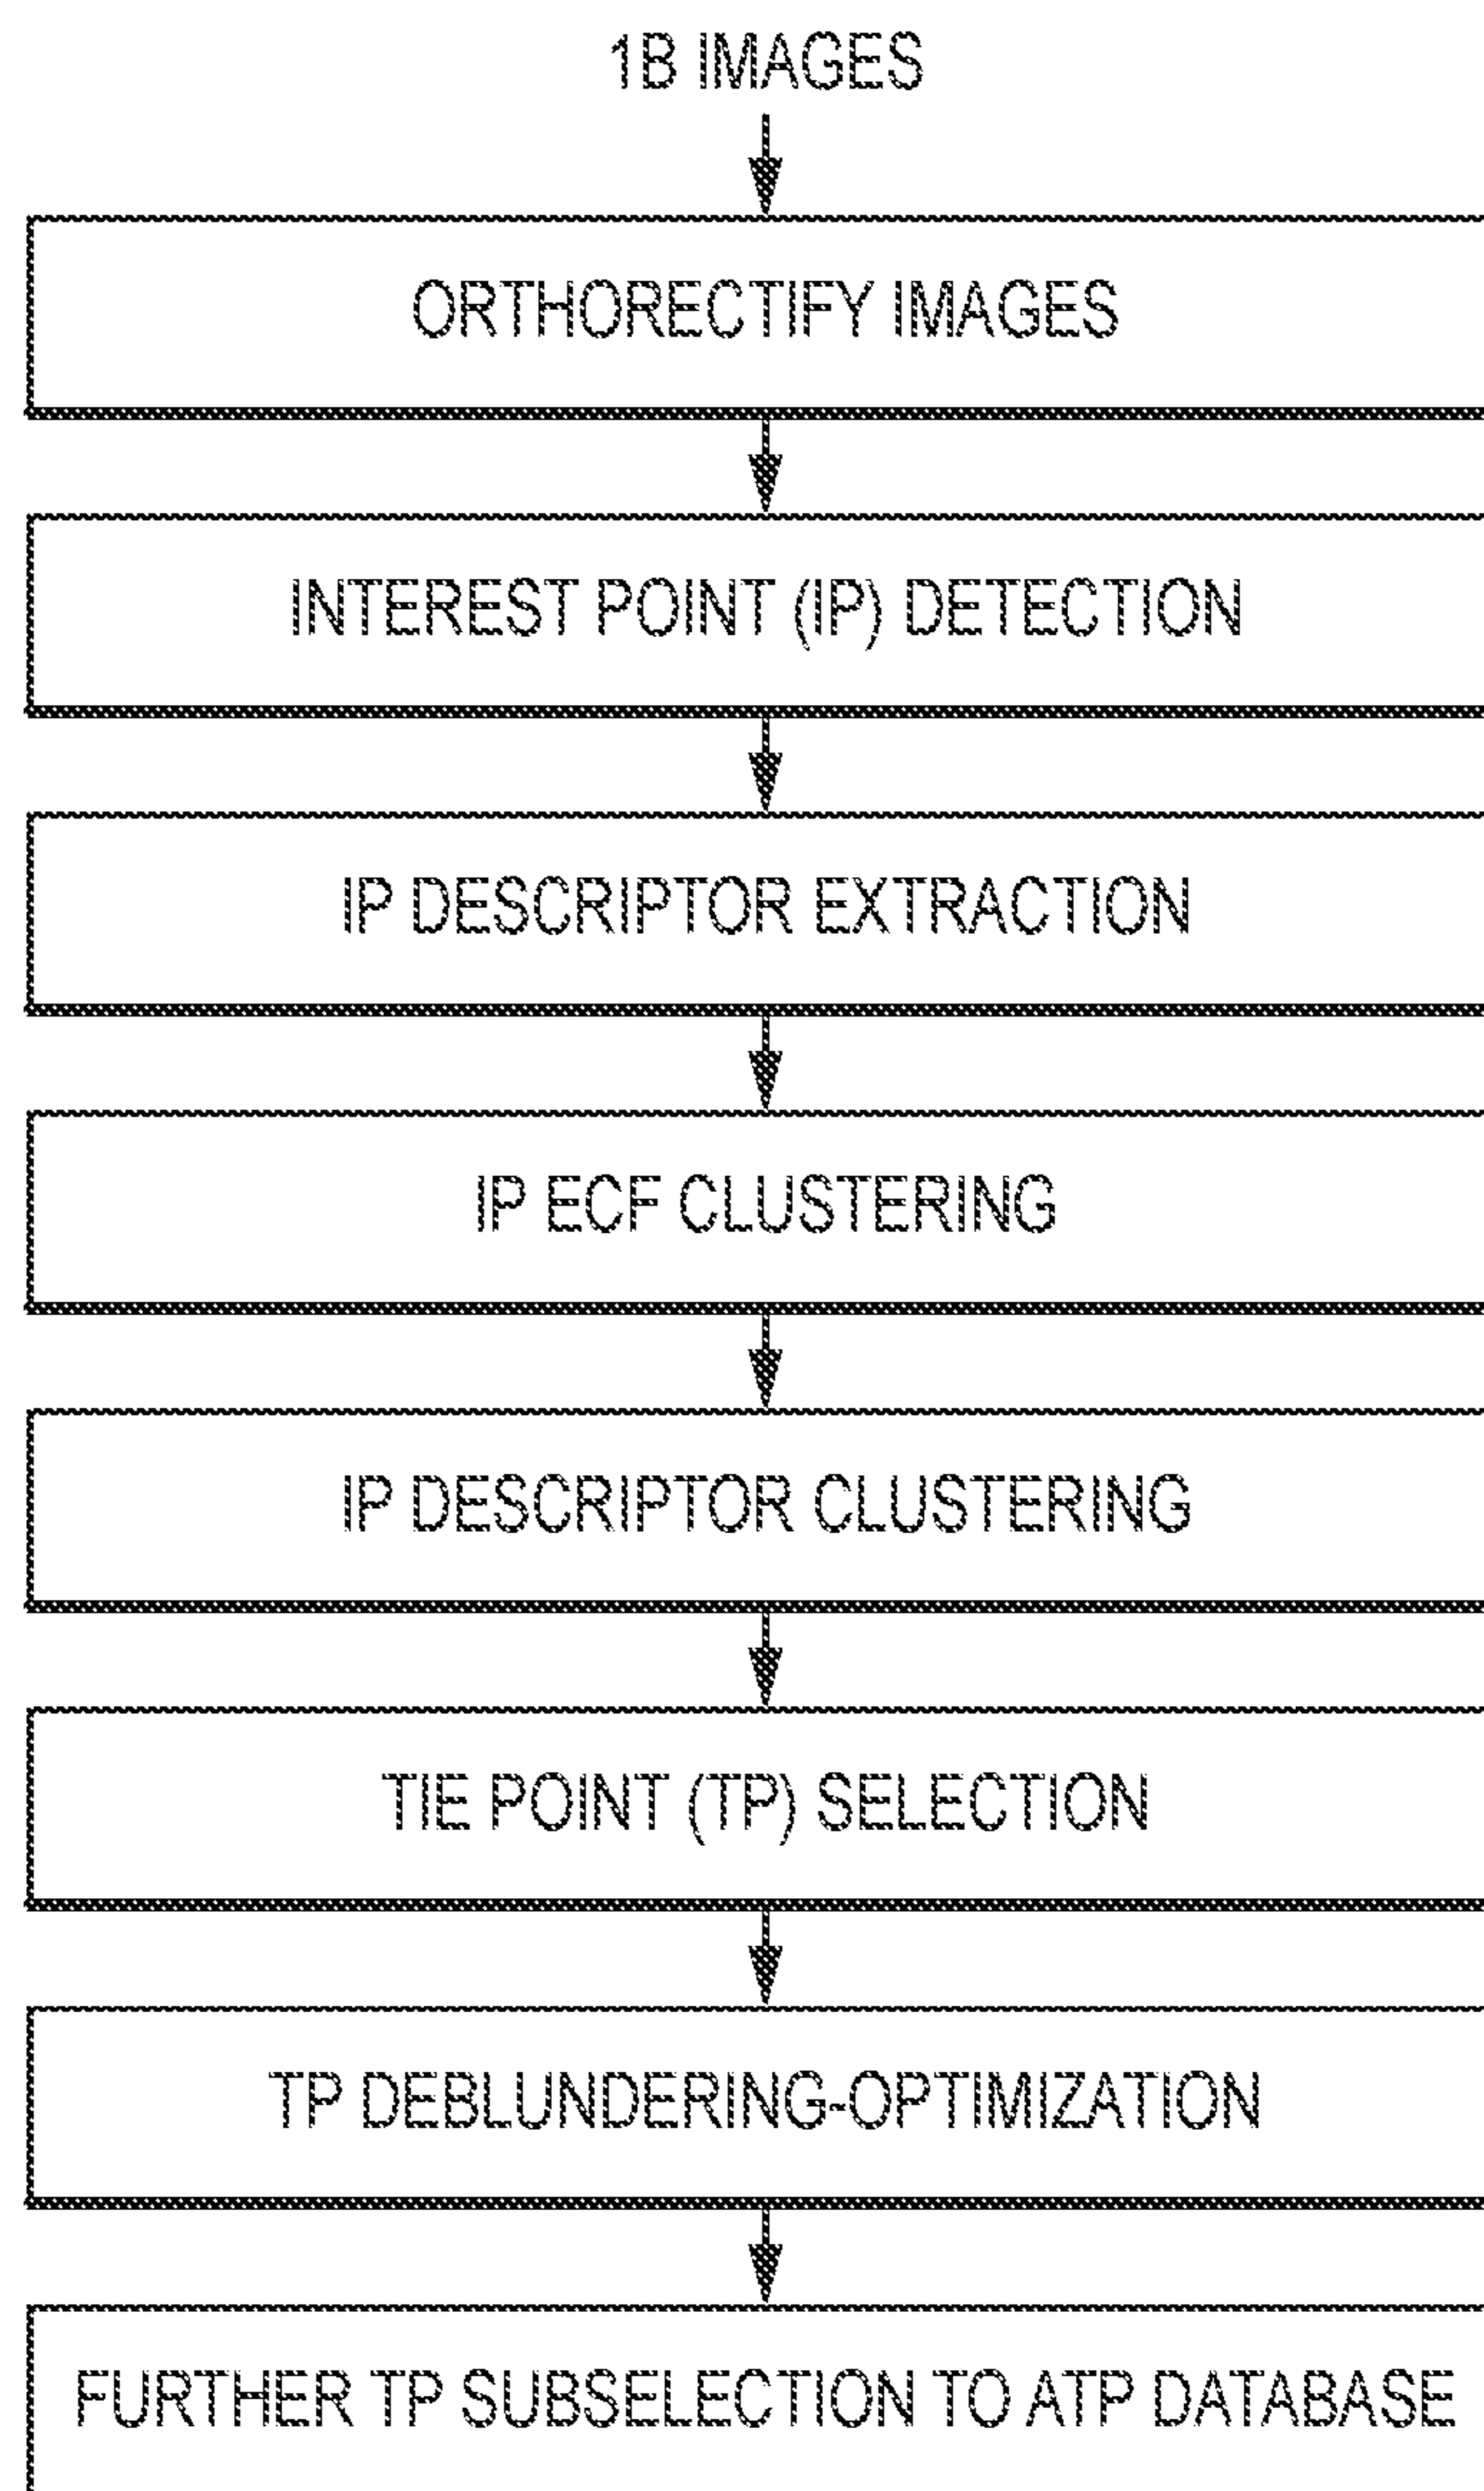 1B IMAGES
ORTHORECTIFY IMAGES
INTEREST POINT (IP) DETECTION
IP DESCRIPTOR EXTRACTION
IP ECF CLUSTERING
IP DESCRIPTOR CLUSTERING
TIE POINT (TP) SELECTION
TP DEBLUNDERING-OPTIMIZATION
FURTHER TP SUBSELECTION TO ATP DATABASE